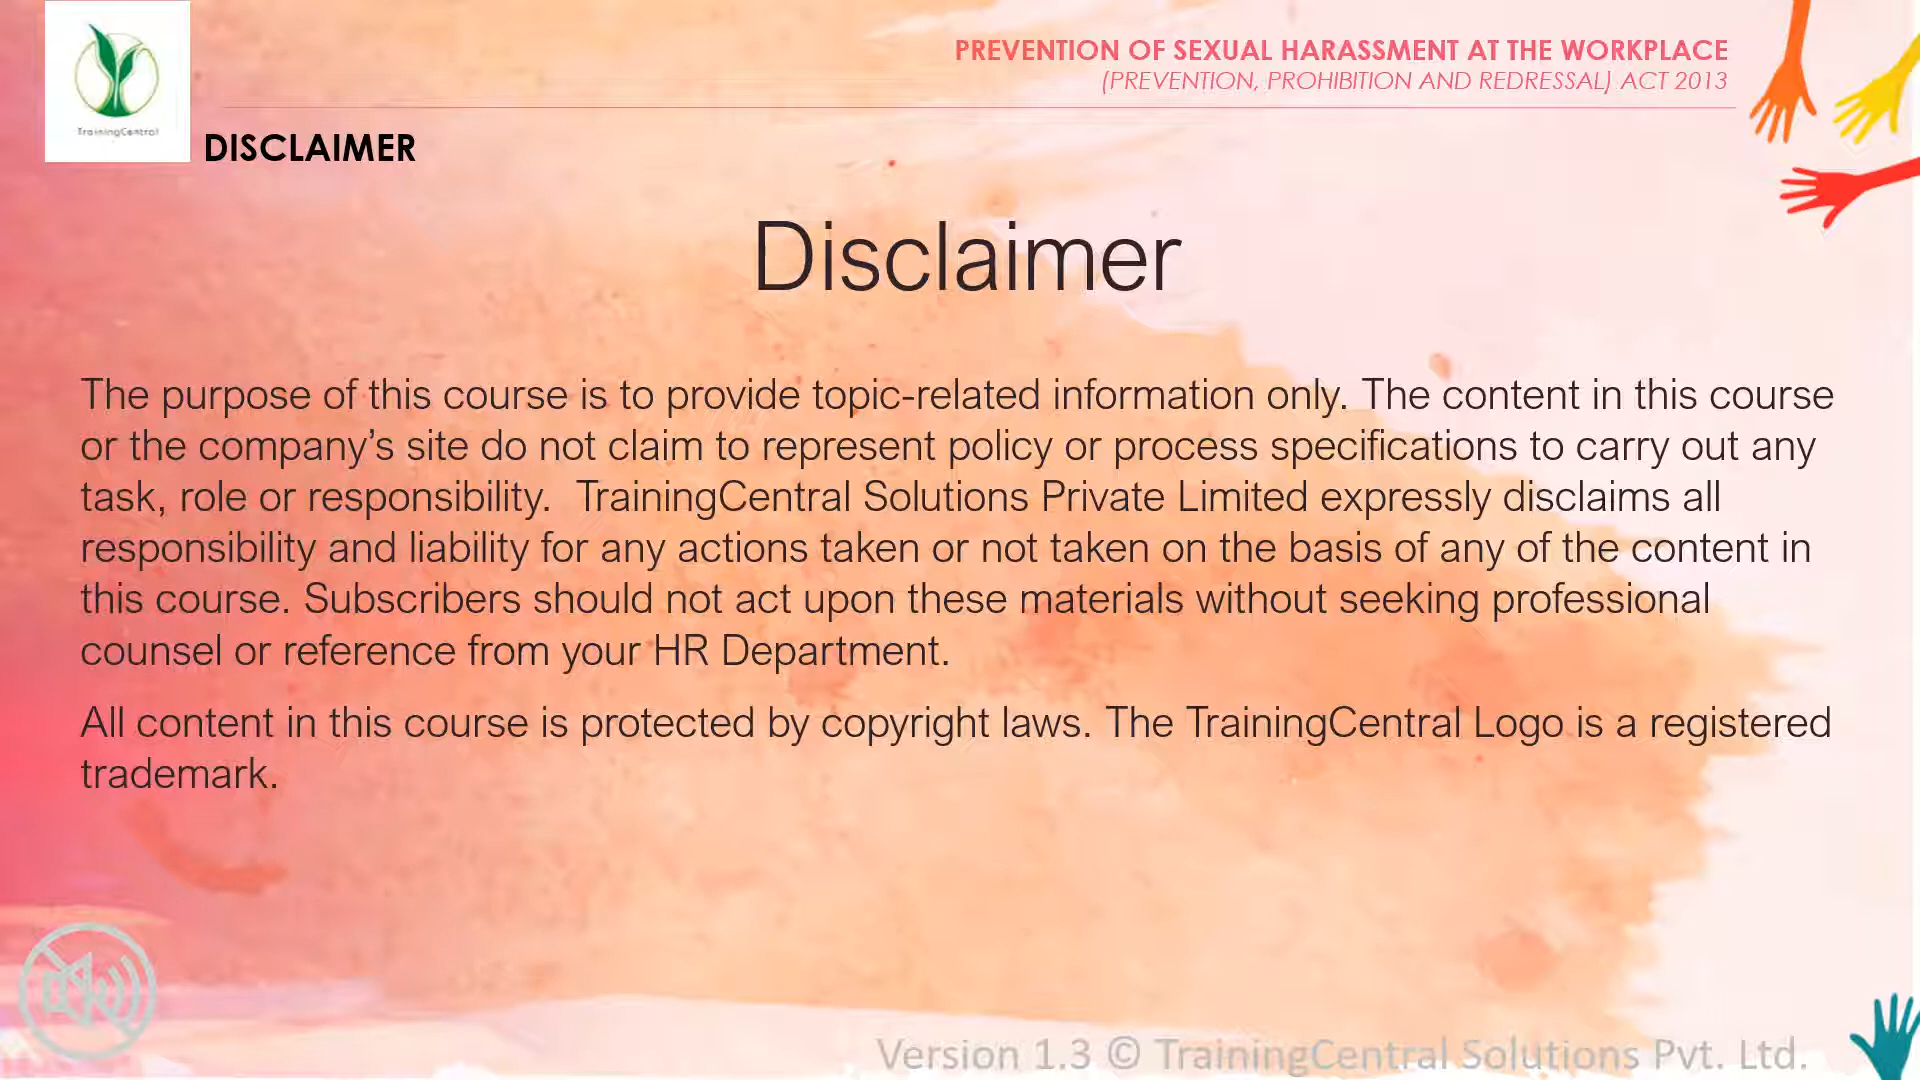 TrainingCentral
PREVENTION OF SEXUAL HARASSMENT AT THE WORKPLACE
(PREVENTION, PROHIBITION AND REDRESSAL) ACT 2013
DISCLAIMER
Disclaimer
The purpose of this course is to provide topic-related information only. The content in this course
or the company’s site do not claim to represent policy or process specifications to carry out any
task, role or responsibility.  TrainingCentral Solutions Private Limited expressly disclaims all
responsibility and liability for any actions taken or not taken on the basis of any of the content in
this course. Subscribers should not act upon these materials without seeking professional
counsel or reference from your HR Department.
All content in this course is protected by copyright laws. The TrainingCentral Logo is a registered
trademark.
Version 1.3 © TrainingCentral Solutions Pvt. Ltd.